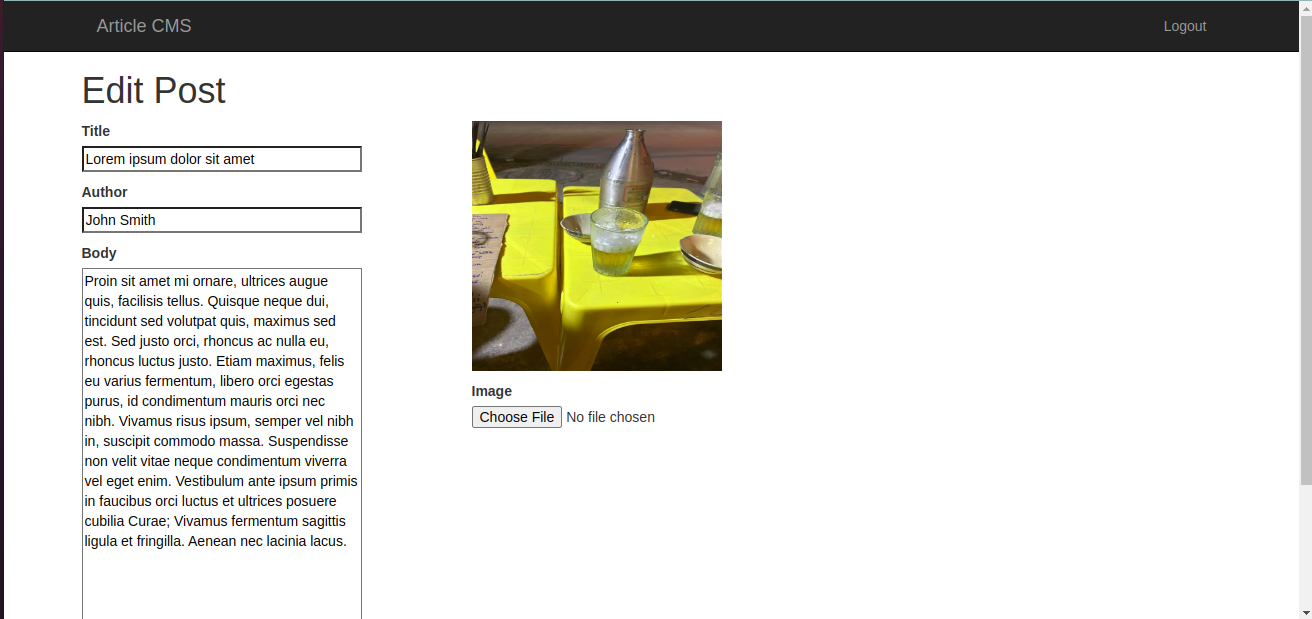 Article CMS
Logout
Edit Post
Title
Lorem ipsum dolor sit amet
Author
John Smith
Body
Proin sit amet mi ornare, ultrices augue
quis, facilisis tellus. Quisque neque dui,
tincidunt sed volutpat quis, maximus sed
est. Sed justo orci, rhoncus ac nulla eu,
rhoncus luctus justo. Etiam maximus, felis
eu varius fermentum, libero orci egestas
purus, id condimentum mauris orci nec
nibh. Vivamus risus ipsum, semper vel nibh
in, suscipit commodo massa. Suspendisse
non velit vitae neque condimentum viverra
vel eget enim. Vestibulum ante ipsum primis
in faucibus orci luctus et ultrices posuere
cubilia Curae; Vivamus fermentum sagittis
ligula et fringilla. Aenean nec lacinia lacus.
Image
Choose File No file chosen